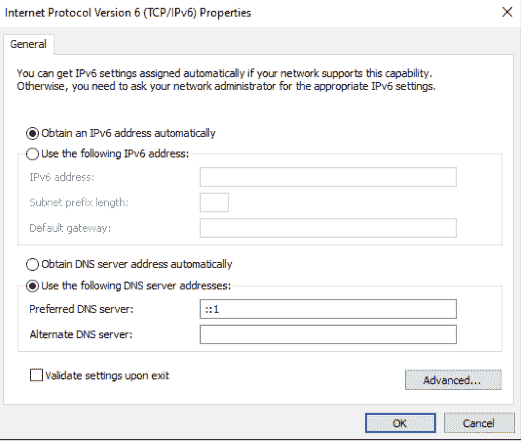 Internet Protocol Version 6 (TCP/IPv6) Properties
General
You can get IPv6 settings assigned automatically if your network supports this capability.
Otherwise, you need to ask your network administrator for the appropriate IPv6 settings.
Obtain an IPv6 address automatically
Use the following IPv6 address:
IPv6 address:
Subnet prefix length:
Default gateway:
Obtain DNS server address automatically
Use the following DNS server addresses:
Preferred DNS server: ::1
Alternate DNS server:
Validate settings upon exit
Advanced...
OK Cancel